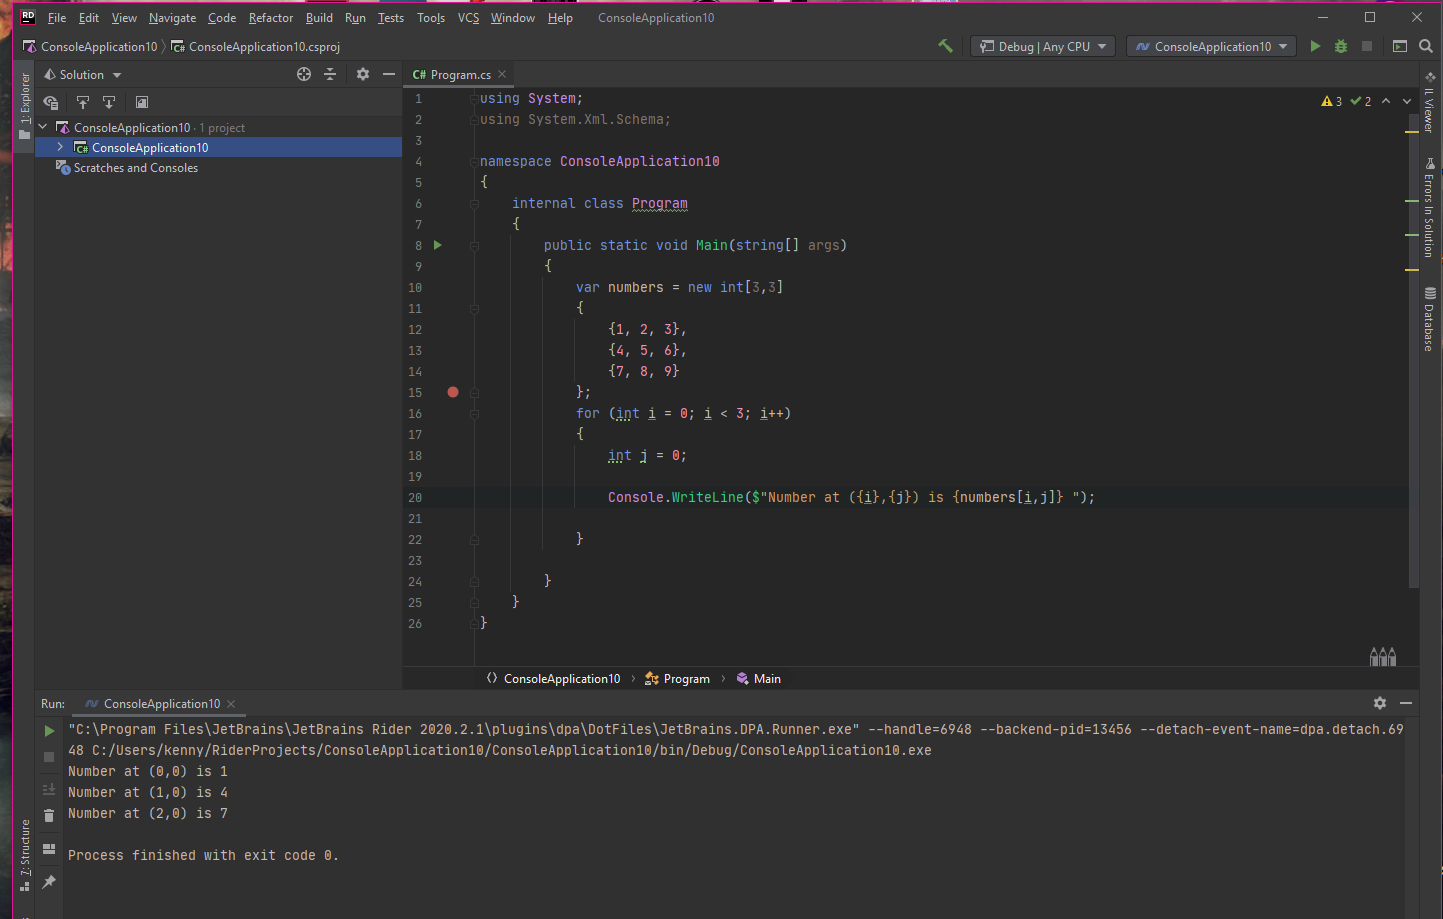 RD File Edit View Navigate Code Refactor Build Run Tests Tools VCS Window Help ConsoleApplication10
ConsoleApplication10 ConsoleApplication10.csproj Debug | Any CPU ConsoleApplication10
1: Explorer
Solution
ConsoleApplication10 · 1 project
C# ConsoleApplication10
Scratches and Consoles
C# Program.cs
3 2
1 using System;
2 using System.Xml.Schema;
3
4 namespace ConsoleApplication10
5 {
6 internal class Program
7 {
8 public static void Main(string[] args)
9 {
10 var numbers = new int[3,3]
11 {
12 {1, 2, 3},
13 {4, 5, 6},
14 {7, 8, 9}
15 };
16 for (int i = 0; i < 3; i++)
17 {
18 int j = 0;
19
20 Console.WriteLine($"Number at ({i},{j}) is {numbers[i,j]} ");
21
22 }
23
24 }
25 }
26 }
IL Viewer
Errors In Solution
Database
ConsoleApplication10 Program Main
Run: ConsoleApplication10
"C:\Program Files\JetBrains\JetBrains Rider 2020.2.1\plugins\dpa\DotFiles\JetBrains.DPA.Runner.exe" --handle=6948 --backend-pid=13456 --detach-event-name=dpa.detach.69
48 C:/Users/kenny/RiderProjects/ConsoleApplication10/ConsoleApplication10/bin/Debug/ConsoleApplication10.exe
Number at (0,0) is 1
Number at (1,0) is 4
Number at (2,0) is 7
Process finished with exit code 0.
Z: Structure